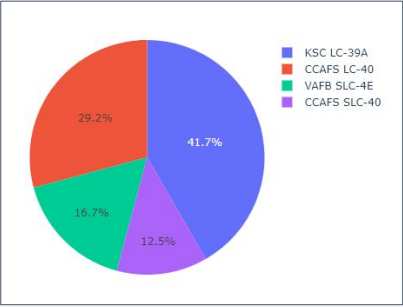 KSC LC-39A
CCAFS LC-40
VAFB SLC-4E
CCAFS SLC-40
29.2%
41.7%
16.7%
12.5%